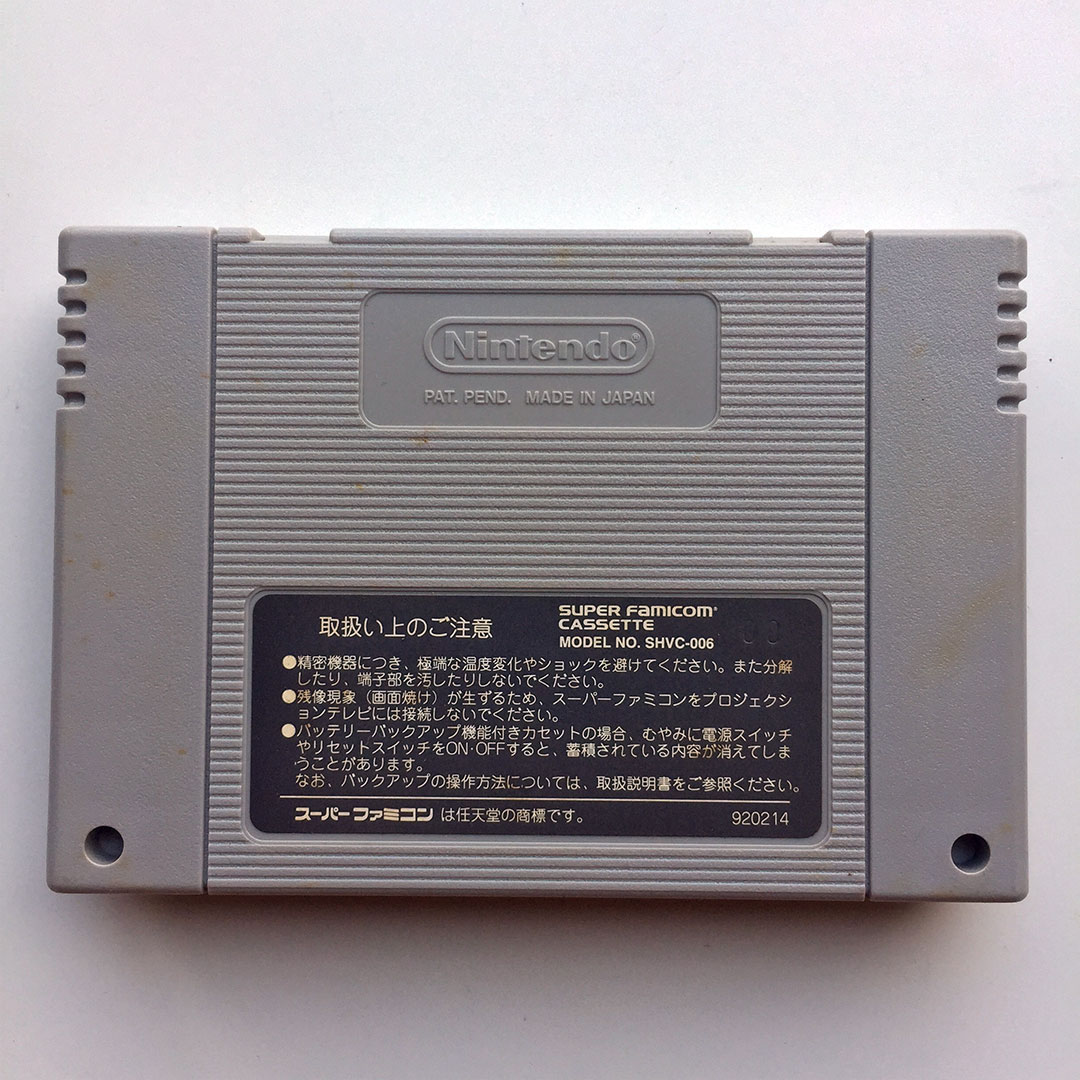 Nintendo®
PAT. PEND. MADE IN JAPAN
取扱い上のご注意
SUPER FAMICOM®
CASSETTE
MODEL NO. SHVC-006
●精密機器につき、極端な温度変化やショックを避けてください。また分解
したり、端子部を汚したりしないでください。
●残像現象（画面焼け）が生ずるため、スーパーファミコンをプロジェクシ
ョンテレビには接続しないでください。
●バッテリーバックアップ機能付きカセットの場合、むやみに電源スイッチ
やリセットスイッチをON·OFFすると、蓄積されている内容が消えてしま
うことがあります。
なお、バックアップの操作方法については、取扱説明書をご参照ください。
スーパーファミコン は任天堂の商標です。
920214